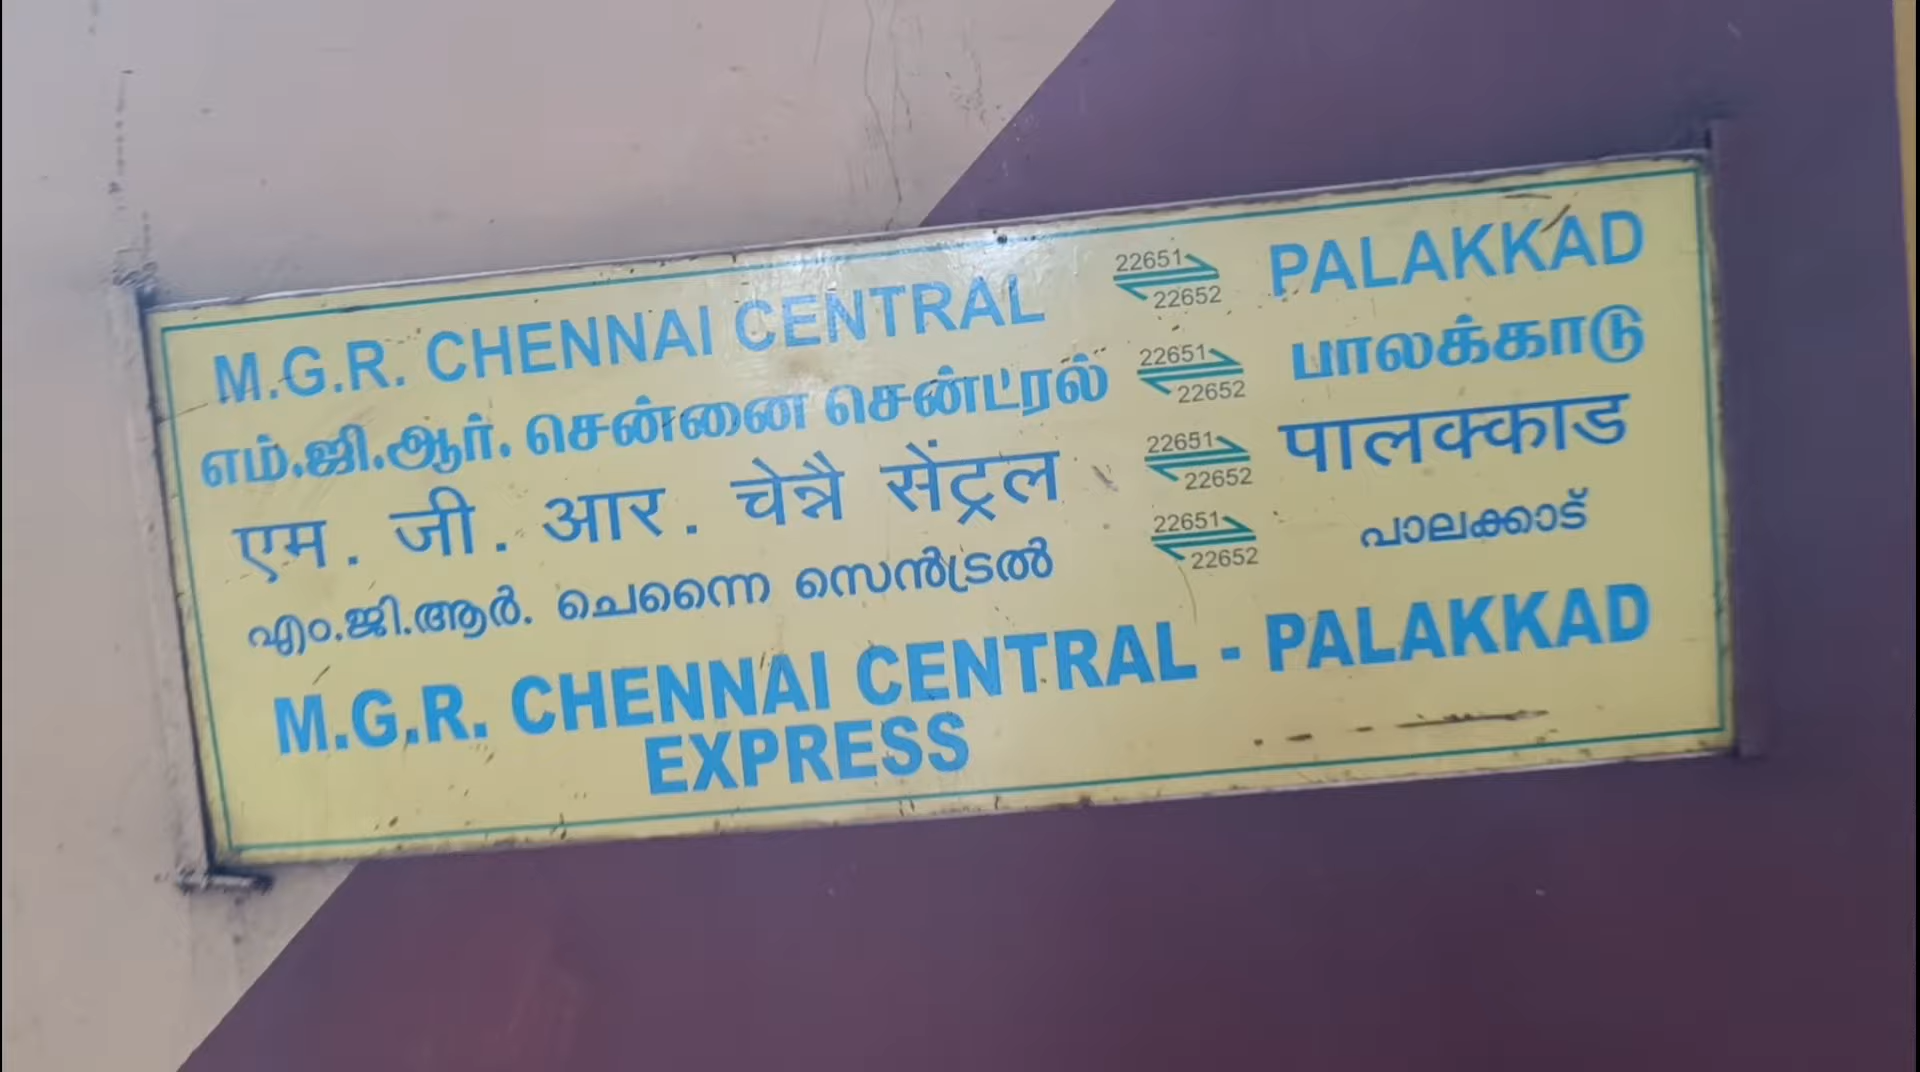 M.G.R. CHENNAI CENTRAL 22651 22652 PALAKKAD
எம்.ஜி.ஆர். சென்னை சென்ட்ரல் 22651 22652 பாலக்காடு
एम . जी . आर . चेन्नै सेंट्रल 22651 22652 पालक्काड
എം.ജി.ആർ. ചെന്നൈ സെൻട്രൽ 22651 22652 പാലക്കാട്
M.G.R. CHENNAI CENTRAL - PALAKKAD
EXPRESS